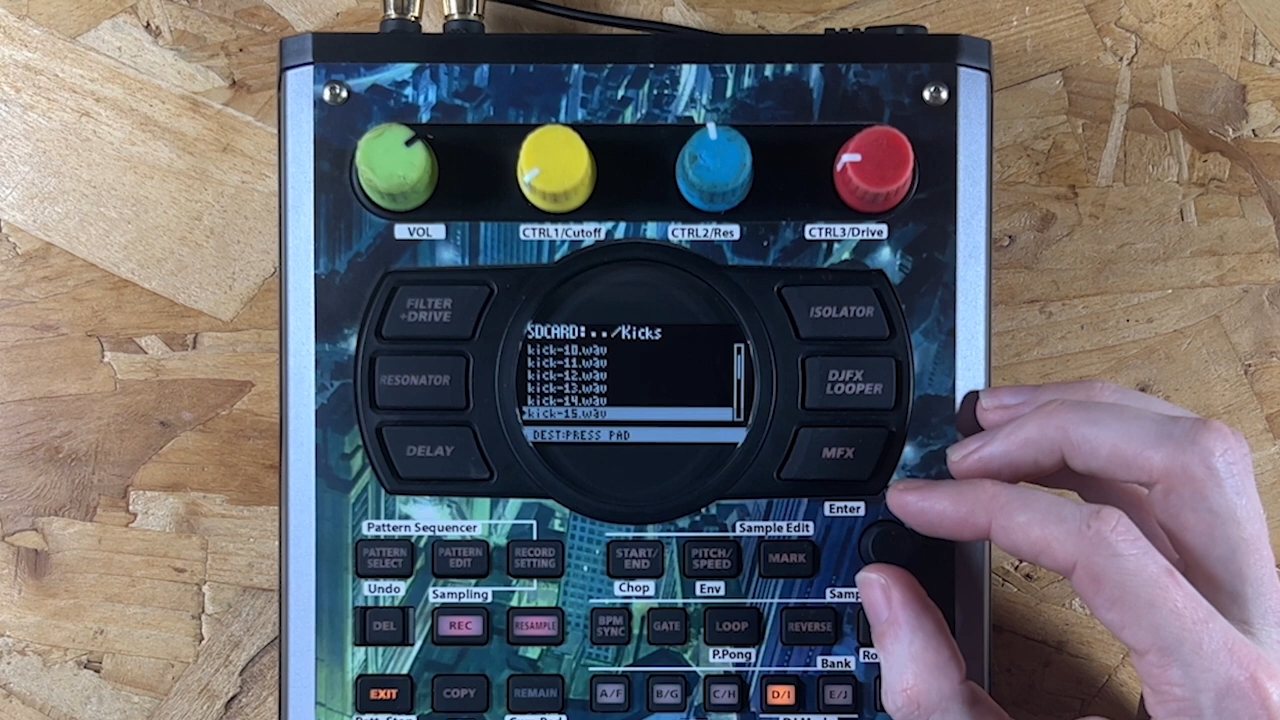 VOL
CTRL1/Cutoff
CTRL2/Res
CTRL3/Drive
FILTER
+DRIVE
RESONATOR
DELAY
SDCARD:../Kicks
kick-10.wav
kick-11.wav
kick-12.wav
kick-13.wav
kick-14.wav
kick-15.wav
DEST:PRESS PAD
ISOLATOR
DJFX
LOOPER
MFX
Enter
Pattern Sequencer
Sample Edit
PATTERN
SELECT
PATTERN
EDIT
RECORD
SETTING
START/
END
PITCH/
SPEED
MARK
Undo
Sampling
Chop
Env
DEL
REC
RESAMPLE
BPM
SYNC
GATE
LOOP
REVERSE
P.Pong
Bank
EXIT
COPY
REMAIN
A/F
B/G
C/H
D/I
E/J